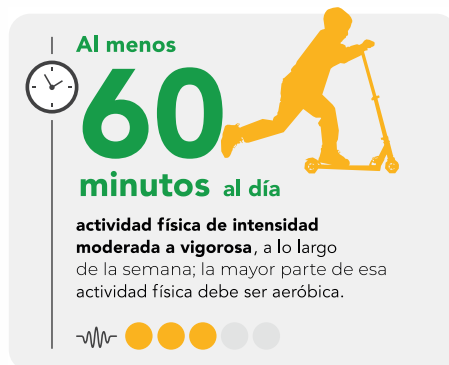 Al menos
60
minutos al día
actividad física de intensidad
moderada a vigorosa, a lo largo
de la semana; la mayor parte de esa
actividad física debe ser aeróbica.